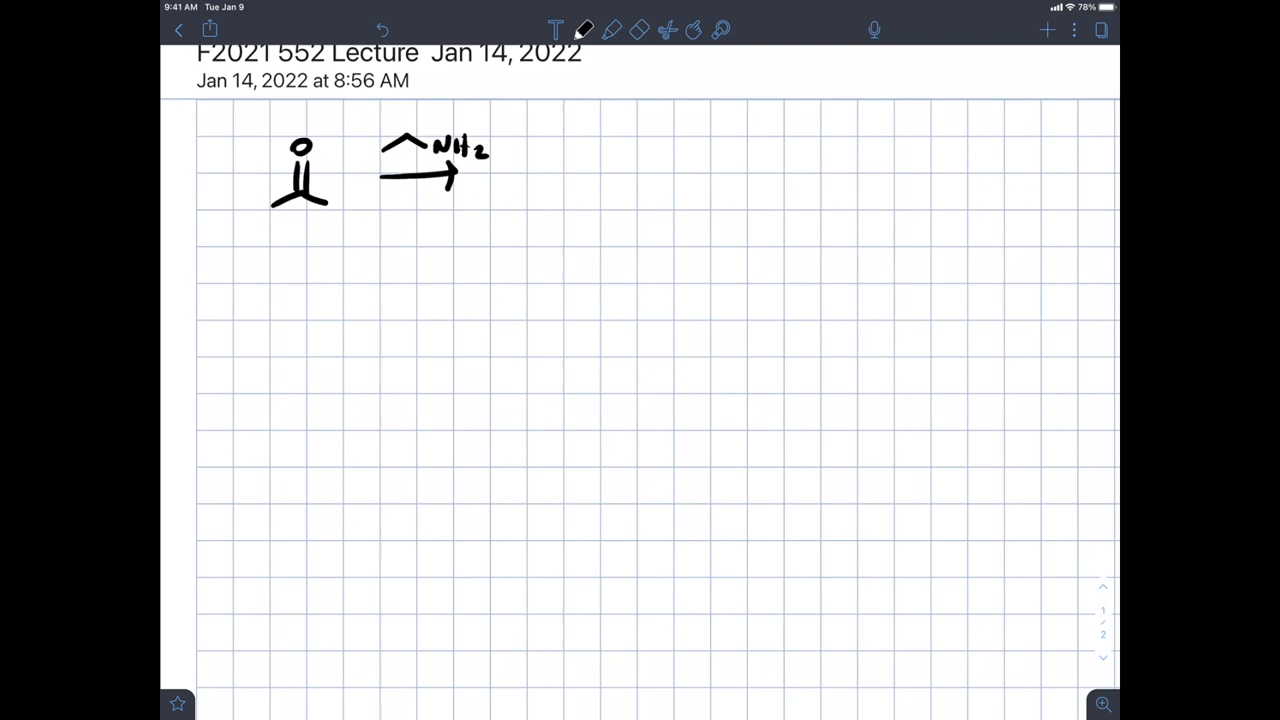 9:41 AM Tue Jan 9 78%
F2021 552 Lecture Jan 14, 2022
Jan 14, 2022 at 8:56 AM
O
NH2
1
/
2